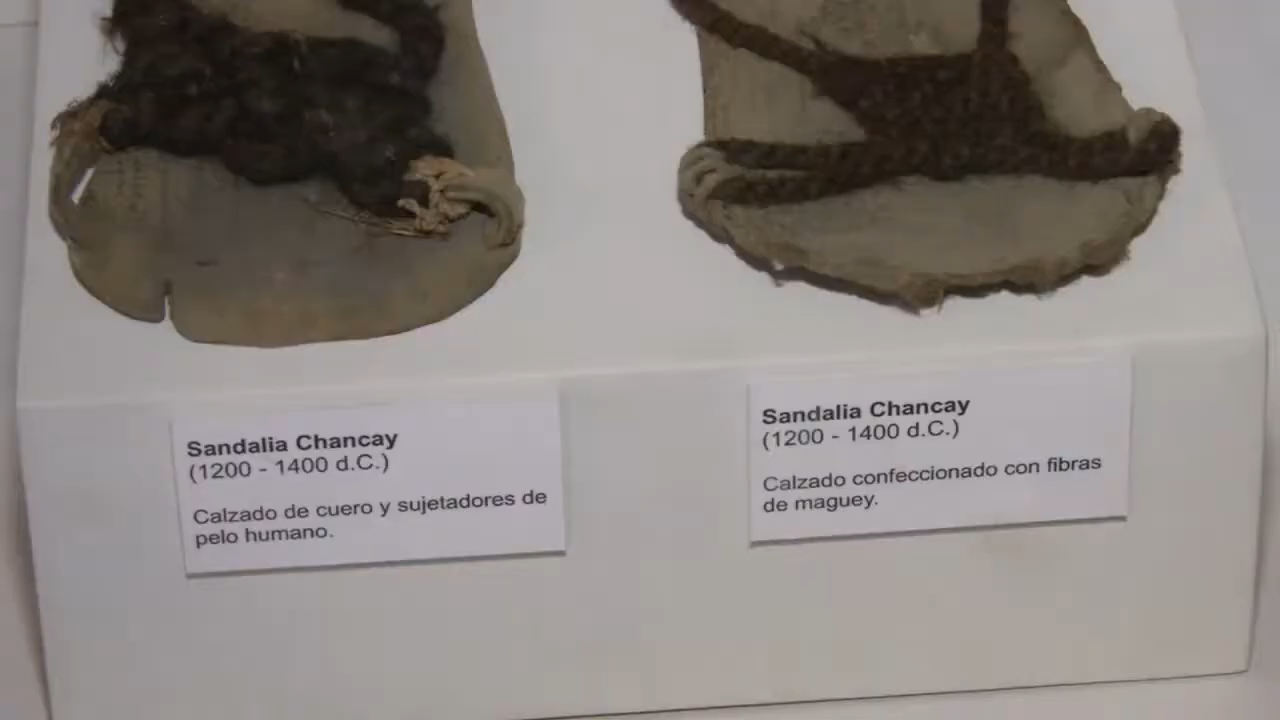 Sandalia Chancay
(1200 - 1400 d.C.)
Calzado de cuero y sujetadores de
pelo humano.
Sandalia Chancay
(1200 - 1400 d.C.)
Calzado confeccionado con fibras
de maguey.